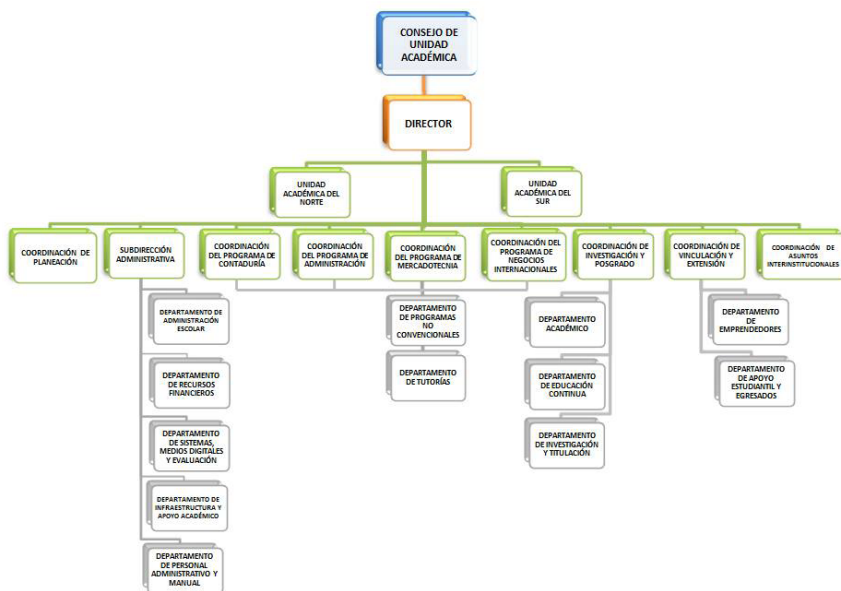 CONSEJO DE
UNIDAD
ACADÉMICA
DIRECTOR
UNIDAD
ACADÉMICA DEL
NORTE
UNIDAD
ACADÉMICA DEL
SUR
COORDINACIÓN DE
PLANEACIÓN
SUBDIRECCIÓN
ADMINISTRATIVA
COORDINACIÓN
DEL PROGRAMA DE
CONTADURÍA
COORDINACIÓN
DEL PROGRAMA DE
ADMINISTRACIÓN
COORDINACIÓN
DEL PROGRAMA DE
MERCADOTECNIA
COORDINACIÓN DEL
PROGRAMA DE
NEGOCIOS
INTERNACIONALES
COORDINACIÓN DE
INVESTIGACIÓN Y
POSGRADO
COORDINACIÓN DE
VINCULACIÓN Y
EXTENSIÓN
COORDINACIÓN DE
ASUNTOS
INTERINSTITUCIONALES
DEPARTAMENTO DE
ADMINISTRACIÓN
ESCOLAR
DEPARTAMENTO
DE RECURSOS
FINANCIEROS
DEPARTAMENTO
DE SISTEMAS,
MEDIOS DIGITALES
Y EVALUACIÓN
DEPARTAMENTO DE
INFRAESTRUCTURA Y
APOYO ACADÉMICO
DEPARTAMENTO
DE PERSONAL
ADMINISTRATIVO Y
MANUAL
DEPARTAMENTO
DE PROGRAMAS
NO
CONVENCIONALES
DEPARTAMENTO
DE TUTORÍAS
DEPARTAMENTO
ACADÉMICO
DEPARTAMENTO
DE EDUCACIÓN
CONTINUA
DEPARTAMENTO
DE INVESTIGACIÓN
Y TITULACIÓN
DEPARTAMENTO
DE
EMPRENDEDORES
DEPARTAMENTO
DE APOYO
ESTUDIANTIL Y
EGRESADOS